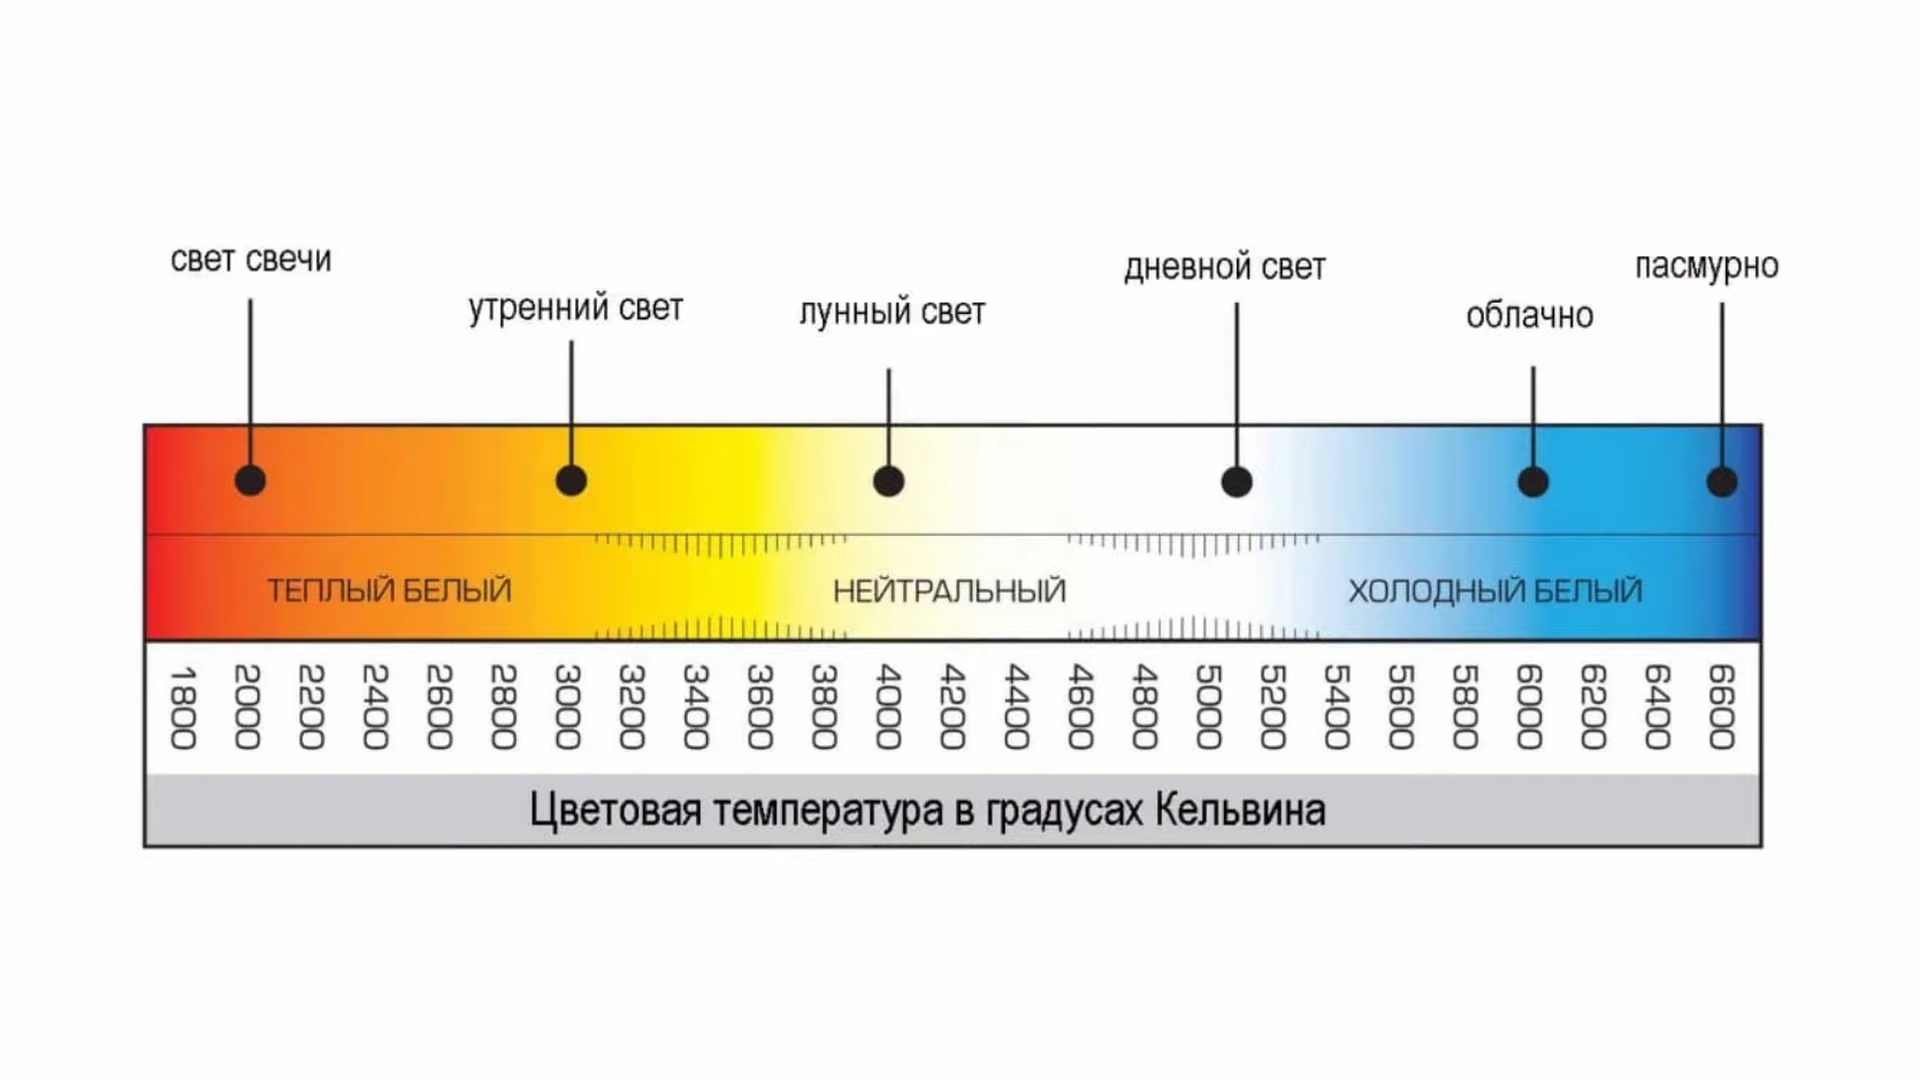 свет свечи
утренний свет
лунный свет
дневной свет
облачно
пасмурно
ТЕПЛЫЙ БЕЛЫЙ
НЕЙТРАЛЬНЫЙ
ХОЛОДНЫЙ БЕЛЫЙ
1800
2000
2200
2400
2600
2800
3000
3200
3400
3600
3800
4000
4200
4400
4600
4800
5000
5200
5400
5600
5800
6000
6200
6400
6600
Цветовая температура в градусах Кельвина